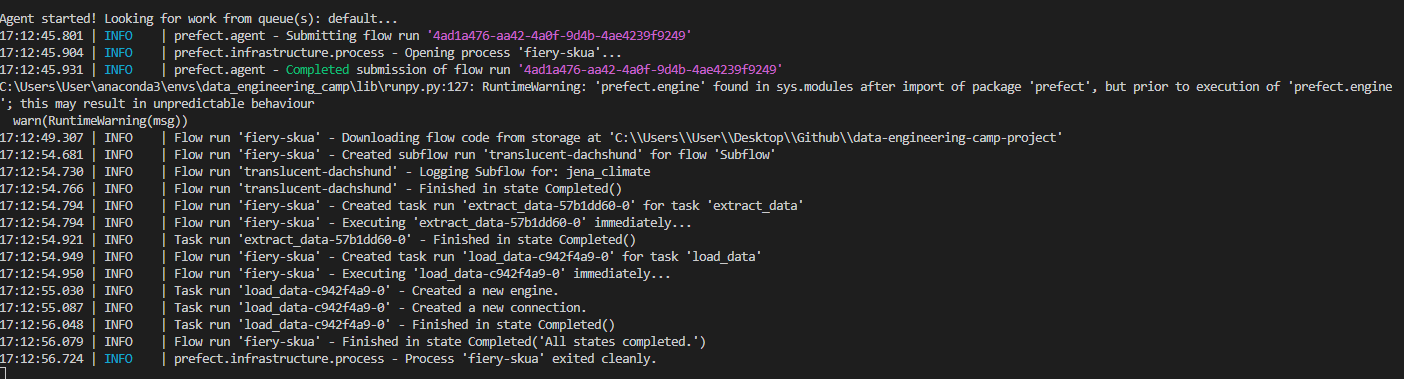 Agent started! Looking for work from queue(s): default...
17:12:45.801 | INFO    | prefect.agent - Submitting flow run '4ad1a476-aa42-4a0f-9d4b-4ae4239f9249'
17:12:45.904 | INFO    | prefect.infrastructure.process - Opening process 'fiery-skua'...
17:12:45.931 | INFO    | prefect.agent - Completed submission of flow run '4ad1a476-aa42-4a0f-9d4b-4ae4239f9249'
C:\Users\User\anaconda3\envs\data_engineering_camp\lib\runpy.py:127: RuntimeWarning: 'prefect.engine' found in sys.modules after import of package 'prefect', but prior to execution of 'prefect.engine
'; this may result in unpredictable behaviour
  warn(RuntimeWarning(msg))
17:12:49.307 | INFO    | Flow run 'fiery-skua' - Downloading flow code from storage at 'C:\\Users\\User\\Desktop\\Github\\data-engineering-camp-project'
17:12:54.681 | INFO    | Flow run 'fiery-skua' - Created subflow run 'translucent-dachshund' for flow 'Subflow'
17:12:54.730 | INFO    | Flow run 'translucent-dachshund' - Logging Subflow for: jena_climate
17:12:54.766 | INFO    | Flow run 'translucent-dachshund' - Finished in state Completed()
17:12:54.794 | INFO    | Flow run 'fiery-skua' - Created task run 'extract_data-57b1dd60-0' for task 'extract_data'
17:12:54.794 | INFO    | Flow run 'fiery-skua' - Executing 'extract_data-57b1dd60-0' immediately...
17:12:54.921 | INFO    | Task run 'extract_data-57b1dd60-0' - Finished in state Completed()
17:12:54.949 | INFO    | Flow run 'fiery-skua' - Created task run 'load_data-c942f4a9-0' for task 'load_data'
17:12:54.950 | INFO    | Flow run 'fiery-skua' - Executing 'load_data-c942f4a9-0' immediately...
17:12:55.030 | INFO    | Task run 'load_data-c942f4a9-0' - Created a new engine.
17:12:55.087 | INFO    | Task run 'load_data-c942f4a9-0' - Created a new connection.
17:12:56.048 | INFO    | Task run 'load_data-c942f4a9-0' - Finished in state Completed()
17:12:56.079 | INFO    | Flow run 'fiery-skua' - Finished in state Completed('All states completed.')
17:12:56.724 | INFO    | prefect.infrastructure.process - Process 'fiery-skua' exited cleanly.